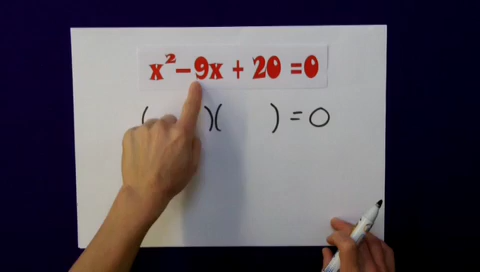 x² − 9x + 20 = 0
(    )(    ) = 0